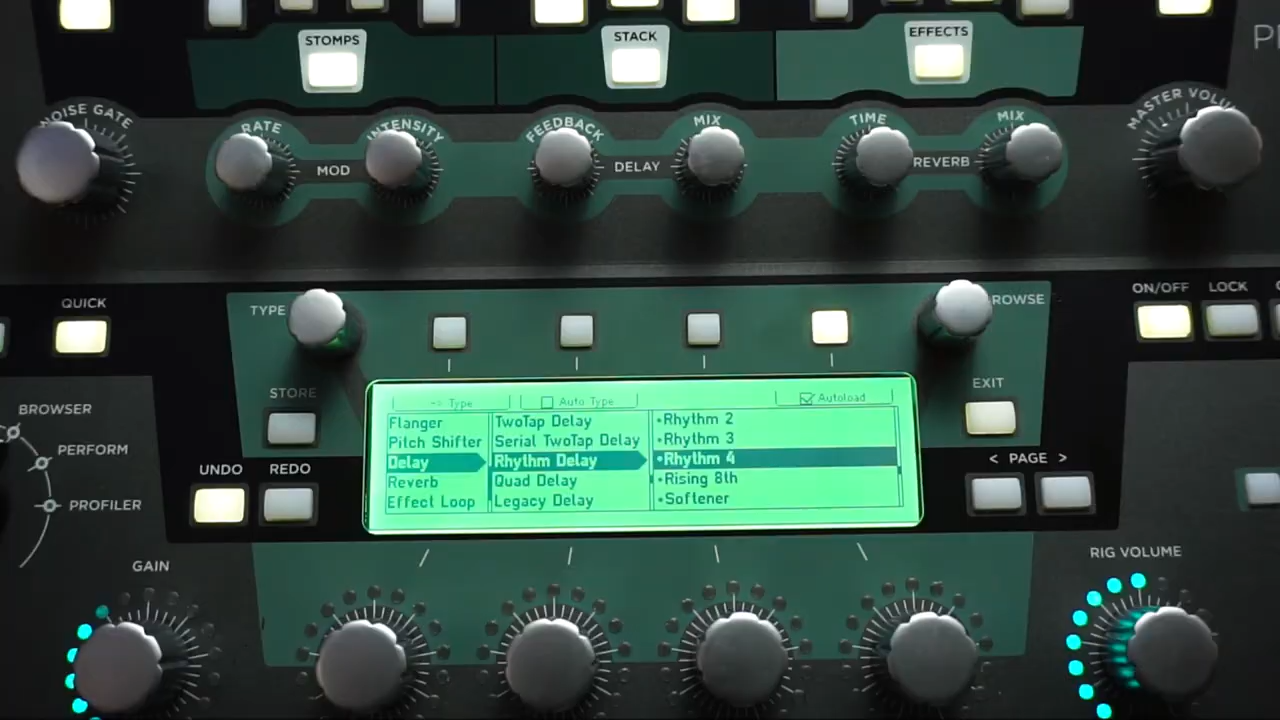 STOMPS
STACK
EFFECTS
NOISE GATE
RATE
INTENSITY
MOD
FEEDBACK
MIX
DELAY
TIME
MIX
REVERB
MASTER VOLU
QUICK
TYPE
ROWSE
ON/OFF
LOCK
STORE
EXIT
BROWSER
PERFORM
PROFILER
UNDO
REDO
< PAGE >
-> Type
Auto Type
Autoload
Flanger
Pitch Shifter
Delay
Reverb
Effect Loop
TwoTap Delay
Serial TwoTap Delay
Rhythm Delay
Quad Delay
Legacy Delay
•Rhythm 2
•Rhythm 3
•Rhythm 4
•Rising 8th
•Softener
GAIN
RIG VOLUME